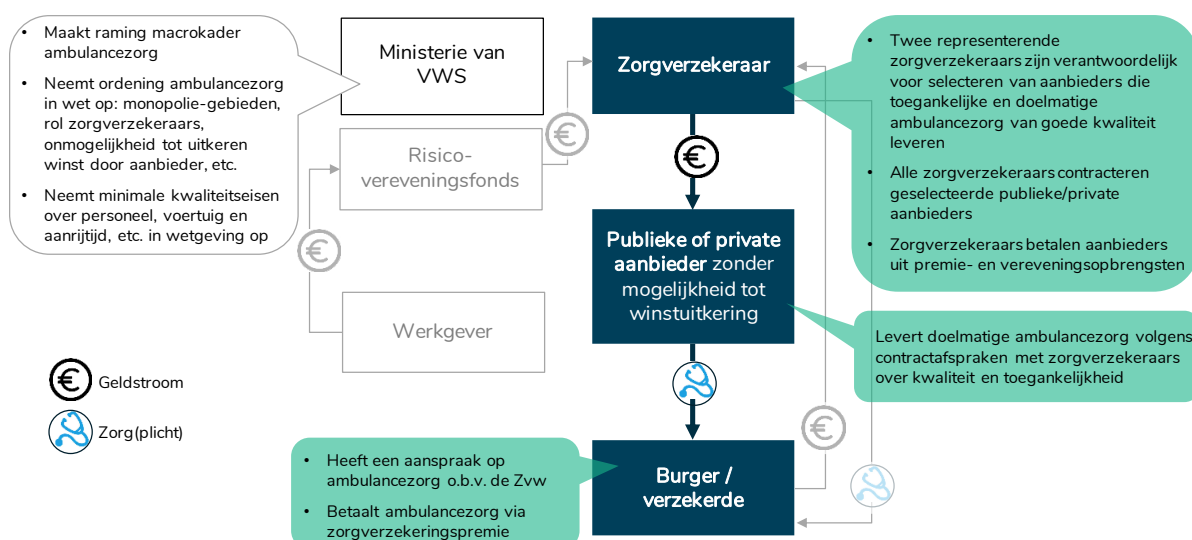 • Maakt raming macrokader
ambulancezorg
• Neemt ordening ambulancezorg
in wet op: monopolie-gebieden,
rol zorgverzekeraars,
onmogelijkheid tot uitkeren
winst door aanbieder, etc.
• Neemt minimale kwaliteitseisen
over personeel, voertuig en
aanrijtijd, etc. in wetgeving op
Ministerie van
VWS
Zorgverzekeraar
• Twee representerende
zorgverzekeraars zijn verantwoordelijk
voor selecteren van aanbieders die
toegankelijke en doelmatige
ambulancezorg van goede kwaliteit
leveren
• Alle zorgverzekeraars contracteren
geselecteerde publieke/private
aanbieders
• Zorgverzekeraars betalen aanbieders
uit premie- en vereveningsopbrengsten
Risico-
vereveningsfonds
Publieke of private
aanbieder zonder
mogelijkheid tot
winstuitkering
Werkgever
Levert doelmatige ambulancezorg volgens
contractafspraken met zorgverzekeraars
over kwaliteit en toegankelijkheid
€ Geldstroom
Zorg(plicht)
• Heeft een aanspraak op
ambulancezorg o.b.v. de Zvw
• Betaalt ambulancezorg via
zorgverzekeringspremie
Burger /
verzekerde
€
€
€
€